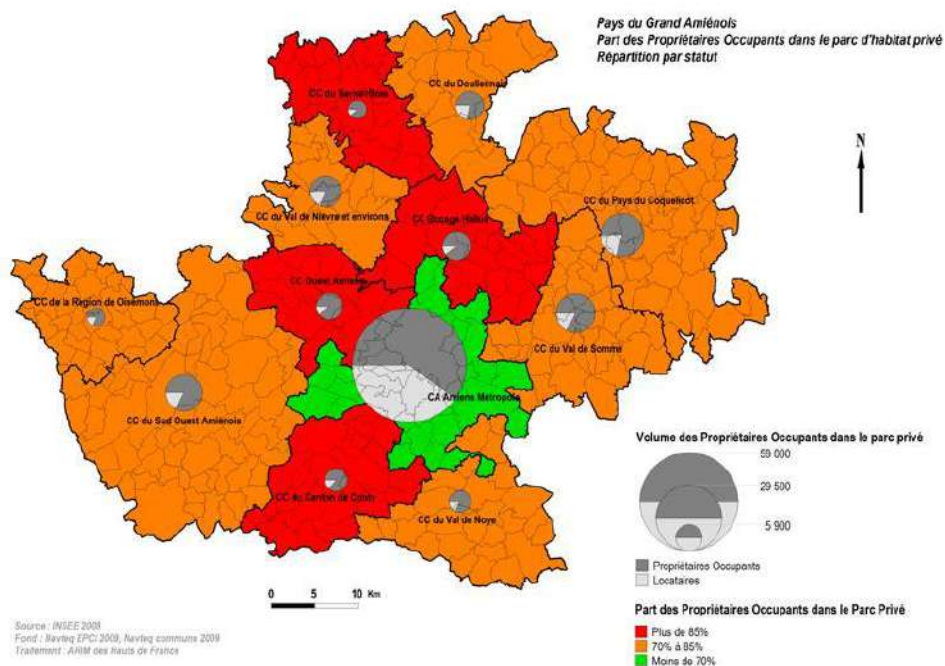 Pays du Grand Amiénois
Part des Propriétaires Occupants dans le parc d'habitat privé
Répartition par statut
N
CC du Bernavillois
CC du Doullennais
CC du Val de Nièvre et environs
CC Bocage Hallue
CC du Pays du Coquelicot
CC Ouest Amiens
CC de la Région de Oisemont
CC du Val de Somme
CC du Sud Ouest Amiénois
CA Amiens Métropole
CC du Canton de Conty
CC du Val de Noye
Volume des Propriétaires Occupants dans le parc privé
59 000
29 500
5 900
Propriétaires Occupants
Locataires
0 5 10 Km
Part des Propriétaires Occupants dans le Parc Privé
Plus de 85%
70% à 85%
Moins de 70%
Source : INSEE 2008
Fond : Navteq EPCI 2009, Navteq communes 2009
Traitement : ARIM des Hauts de France